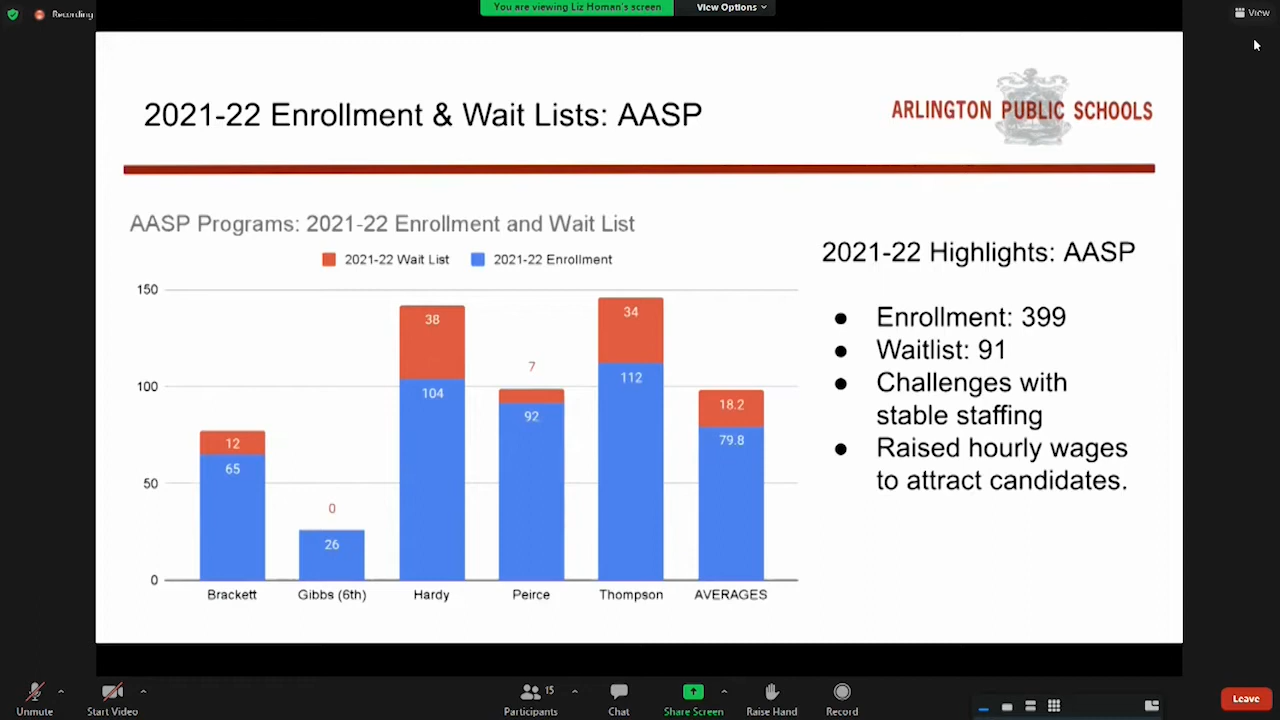 Recording
You are viewing Liz Homan's screen
View Options
View
2021-22 Enrollment & Wait Lists: AASP
ARLINGTON PUBLIC SCHOOLS
AASP Programs: 2021-22 Enrollment and Wait List
2021-22 Wait List
2021-22 Enrollment
150
100
50
0
12
65
0
26
38
104
7
92
34
112
18.2
79.8
Brackett
Gibbs (6th)
Hardy
Peirce
Thompson
AVERAGES
2021-22 Highlights: AASP
● Enrollment: 399
● Waitlist: 91
● Challenges with
stable staffing
● Raised hourly wages
to attract candidates.
Unmute
Start Video
15
Participants
Chat
Share Screen
Raise Hand
Record
Leave